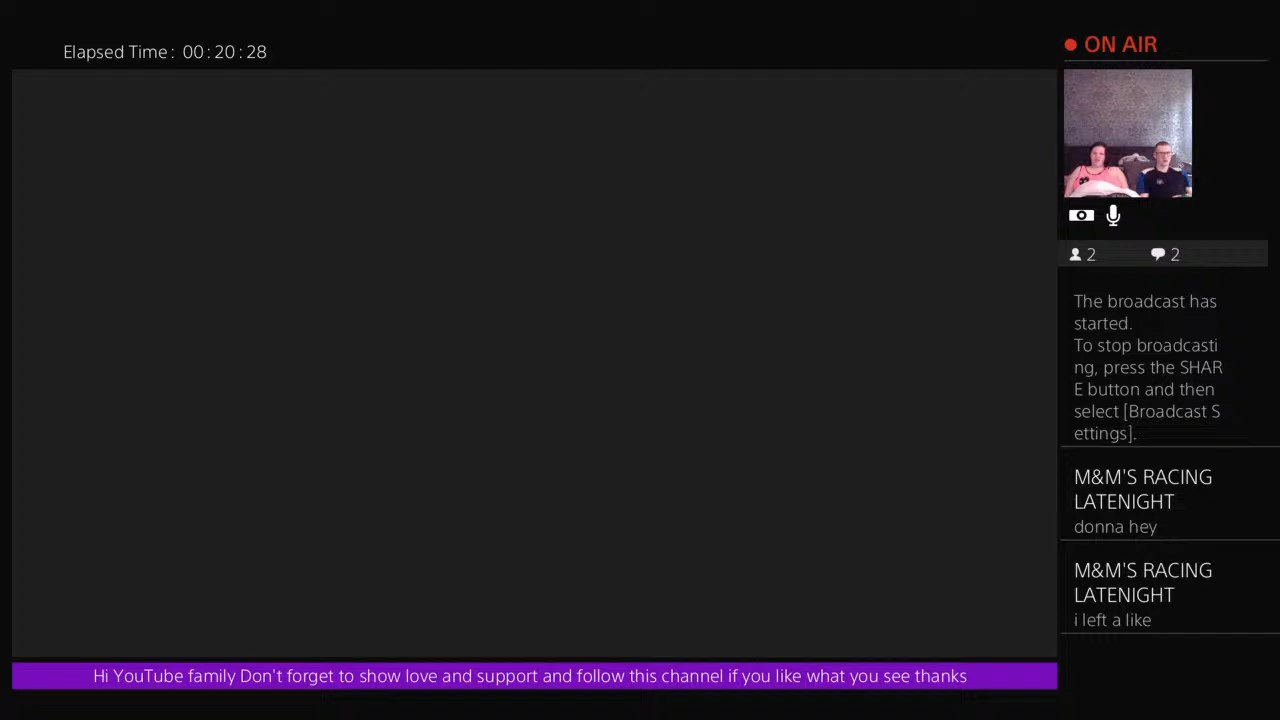 Elapsed Time: 00:20:28
ON AIR
2 2
The broadcast has
started.
To stop broadcasti
ng, press the SHAR
E button and then
select [Broadcast S
ettings].
M&M'S RACING
LATENIGHT
donna hey
M&M'S RACING
LATENIGHT
i left a like
Hi YouTube family Don't forget to show love and support and follow this channel if you like what you see thanks